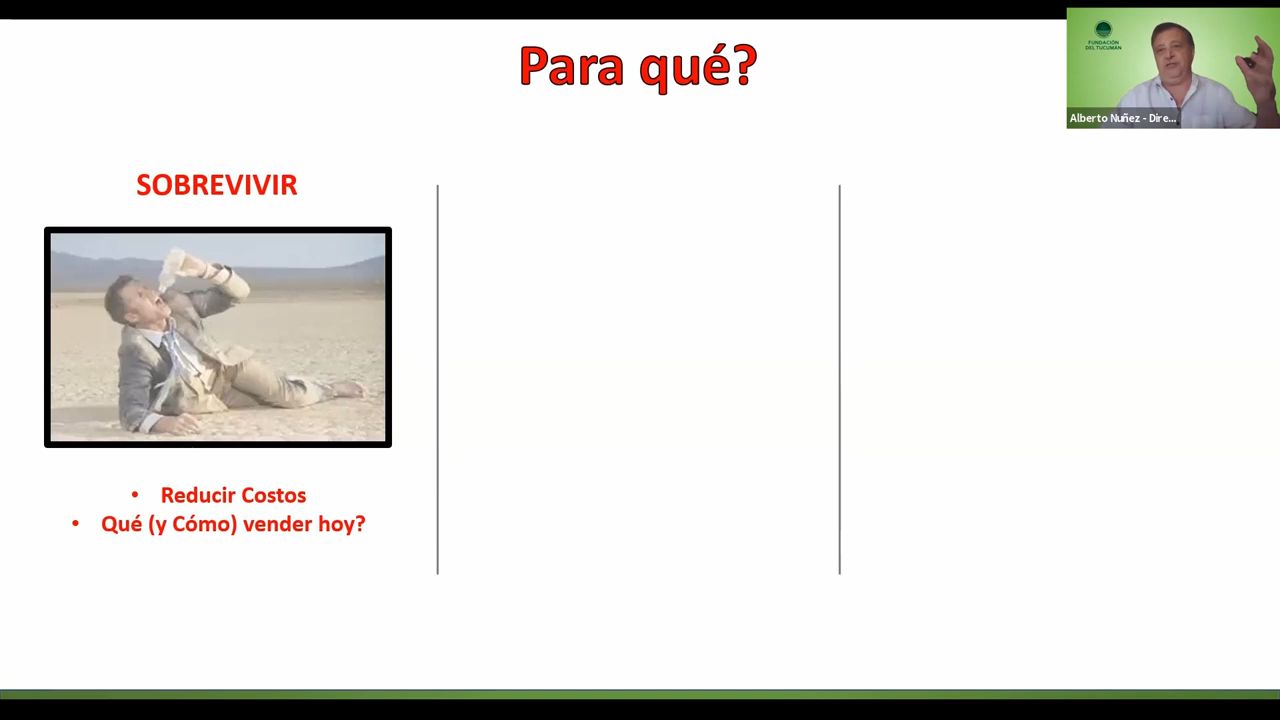 Para qué?
FUNDACIÓN
DEL TUCUMÁN
Alberto Nuñez - Dire...
SOBREVIVIR
• Reducir Costos
• Qué (y Cómo) vender hoy?